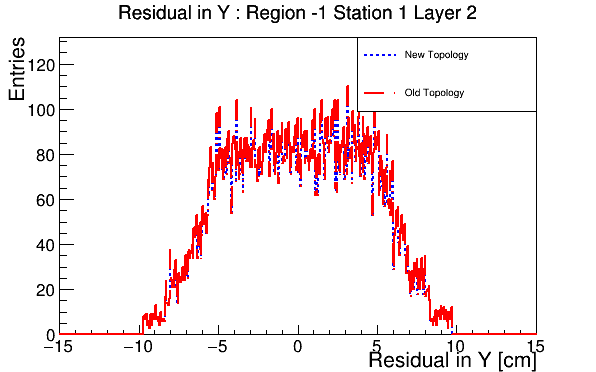 Residual in Y : Region -1 Station 1 Layer 2
Entries
New Topology
Old Topology
120
100
80
60
40
20
0
−15 −10 −5 0 5 10 15
Residual in Y [cm]